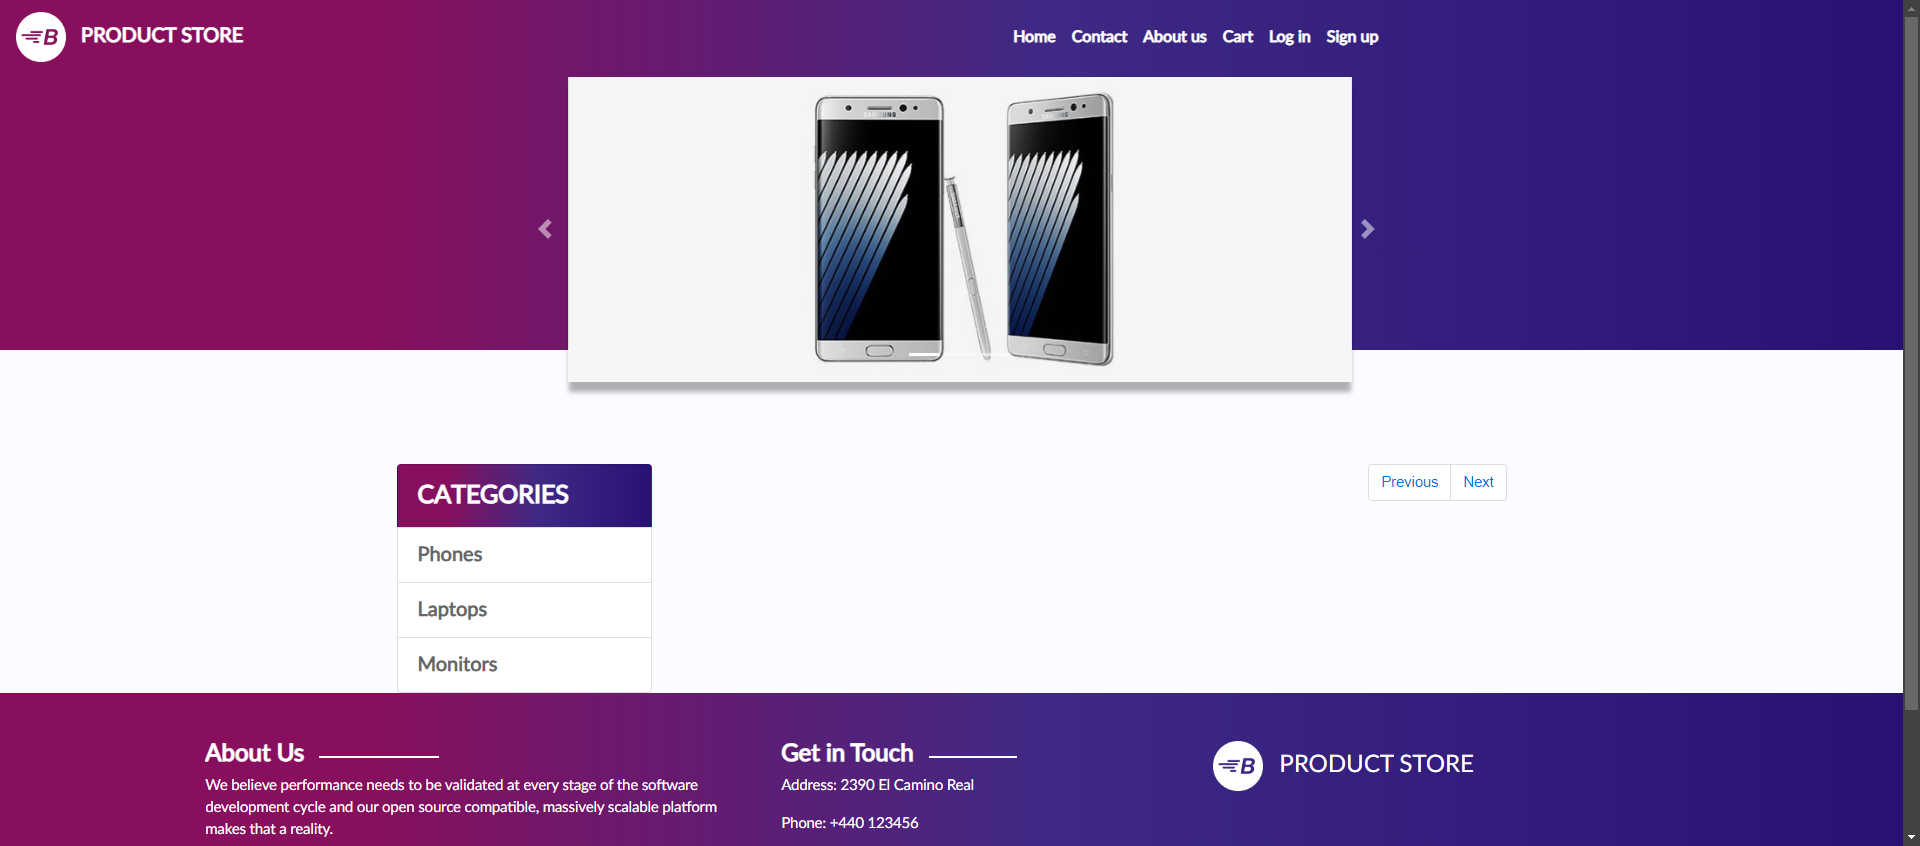 B PRODUCT STORE
Home Contact About us Cart Log in Sign up
SAMSUNG SAMSUNG
CATEGORIES
Phones
Laptops
Monitors
Previous Next
About Us
We believe performance needs to be validated at every stage of the software
development cycle and our open source compatible, massively scalable platform
makes that a reality.
Get in Touch
Address: 2390 El Camino Real
Phone: +440 123456
B PRODUCT STORE